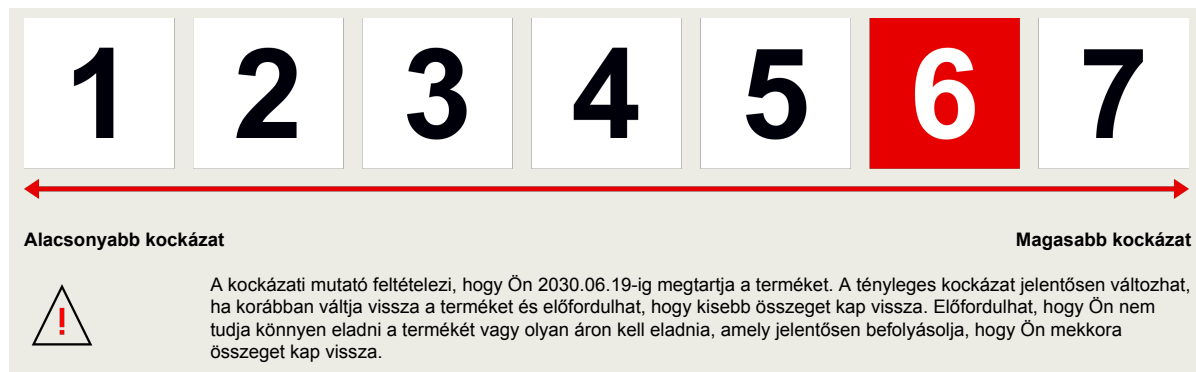 1 2 3 4 5 6 7
Alacsonyabb kockázat Magasabb kockázat
A kockázati mutató feltételezi, hogy Ön 2030.06.19-ig megtartja a terméket. A tényleges kockázat jelentősen változhat,
ha korábban váltja vissza a terméket és előfordulhat, hogy kisebb összeget kap vissza. Előfordulhat, hogy Ön nem
tudja könnyen eladni a termékét vagy olyan áron kell eladnia, amely jelentősen befolyásolja, hogy Ön mekkora
összeget kap vissza.